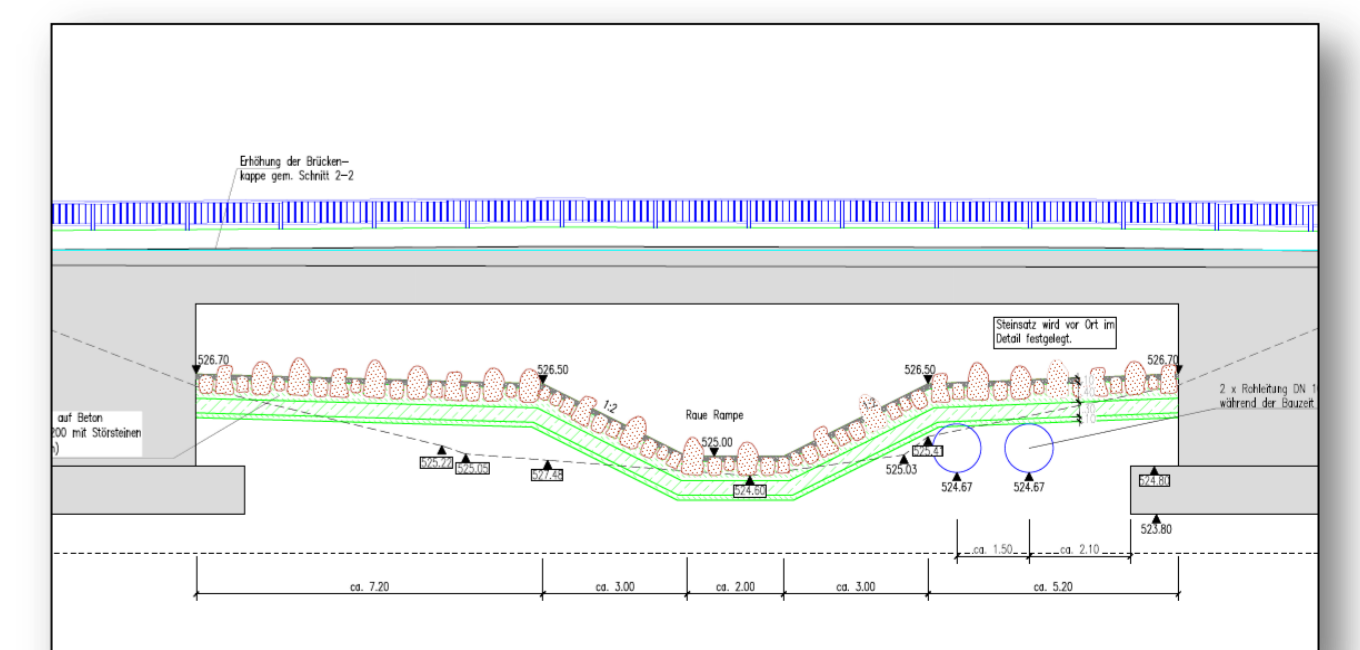 Erhöhung der Brücken-
kappe gem. Schnitt 2-2
Steinsatz wird vor Ort im
Detail festgelegt.
526.70
526.50
526.50
526.70
1:2
1:2
Raue Rampe
525.00
2 x Rohleitung DN
während der Bauzeit
auf Beton
200 mit Störsteinen
525.22
525.05
527.48
524.60
525.03
525.41
524.67
524.67
524.80
523.80
ca. 1.50
ca. 2.10
ca. 7.20
ca. 3.00
ca. 2.00
ca. 3.00
ca. 5.20